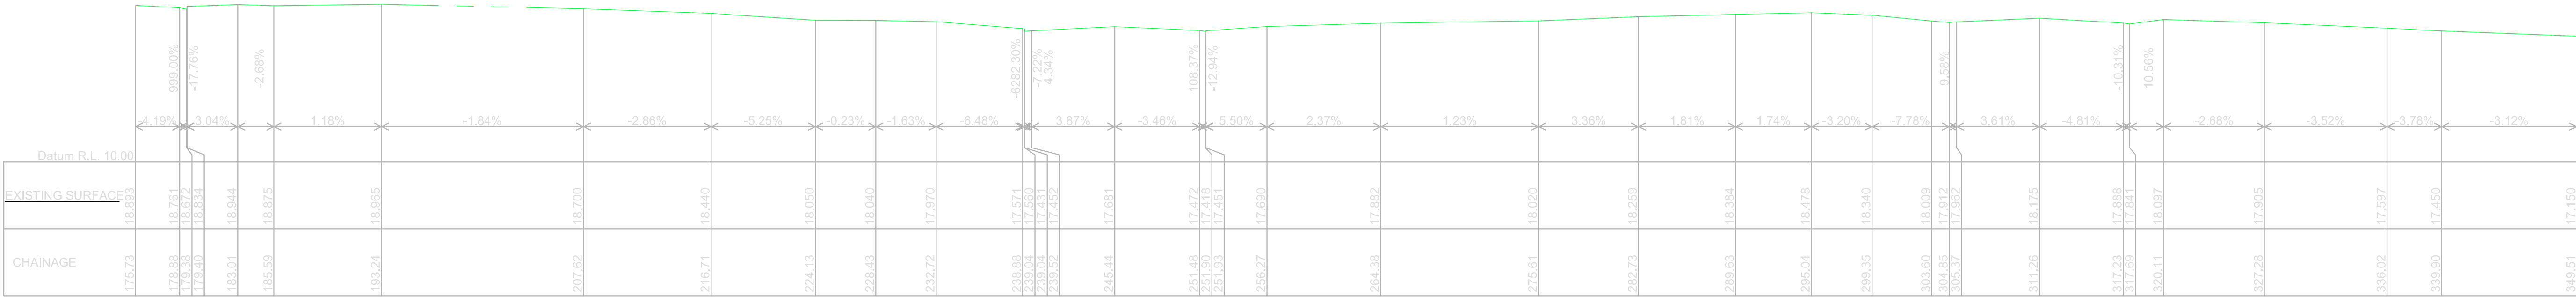 999.00% -17.76% -2.68% -6282.30% -7.22% 4.34% 108.37% -12.94% 9.58% -10.31% 10.56%
-4.19% 3.04% 1.18% -1.84% -2.86% -5.25% -0.23% -1.63% -6.48% 3.87% -3.46% 5.50% 2.37% 1.23% 3.36% 1.81% 1.74% -3.20% -7.78% 3.61% -4.81% -2.68% -3.52% -3.78% -3.12%
Datum R.L. 10.00
EXISTING SURFACE 18.893 18.761 18.672 18.834 18.944 18.875 18.965 18.700 18.440 18.050 18.040 17.970 17.571 17.560 17.431 17.452 17.681 17.472 17.418 17.451 17.690 17.882 18.020 18.259 18.384 18.478 18.340 18.009 17.912 17.962 18.175 17.888 17.841 18.097 17.905 17.597 17.450 17.150
CHAINAGE 175.73 178.88 179.38 179.40 183.01 185.59 193.24 207.62 216.71 224.13 228.43 232.72 238.88 239.04 239.04 239.52 245.44 251.48 251.90 251.93 256.27 264.38 275.61 282.73 289.63 295.04 299.35 303.60 304.85 305.37 311.26 317.23 317.69 320.11 327.28 336.02 339.90 349.51